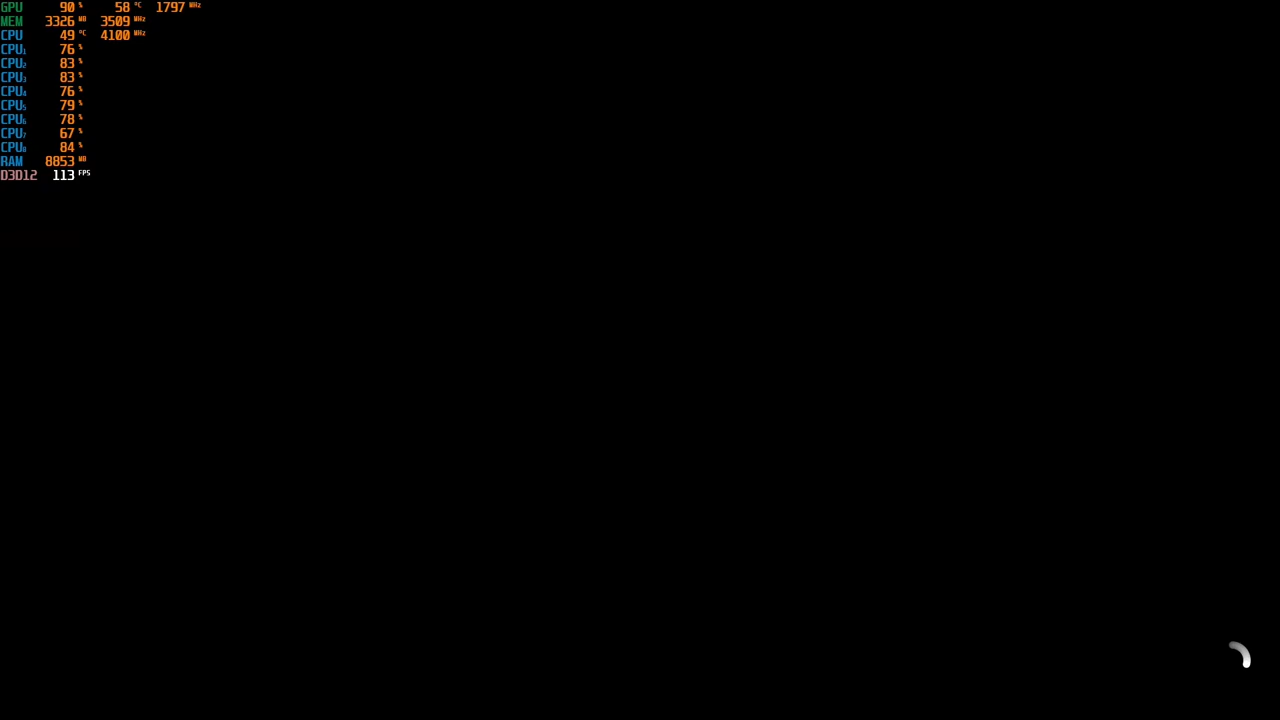 GPU 90 % 58 °C 1797 MHz
MEM 3326 MB 3509 MHz
CPU 49 °C 4100 MHz
CPU1 76 %
CPU2 83 %
CPU3 83 %
CPU4 76 %
CPU5 79 %
CPU6 78 %
CPU7 67 %
CPU8 84 %
RAM 8853 MB
D3D12 113 FPS